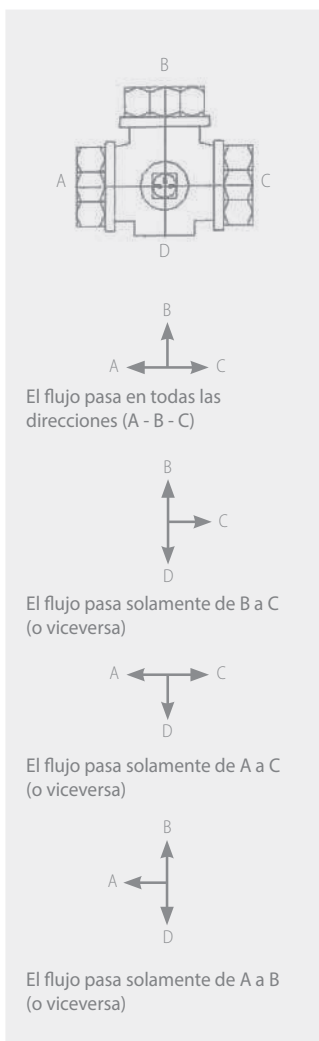 B
A C
D
B
A C
El flujo pasa en todas las
direcciones (A - B - C)
B
C
D
El flujo pasa solamente de B a C
(o viceversa)
A C
D
El flujo pasa solamente de A a C
(o viceversa)
B
A
D
El flujo pasa solamente de A a B
(o viceversa)